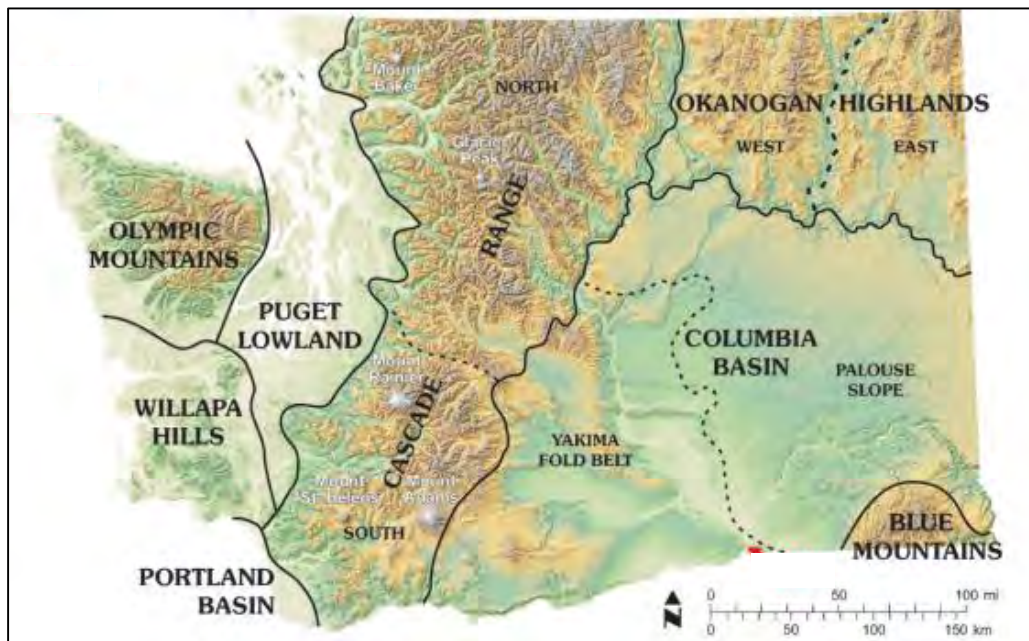 Mount
Baker
NORTH
OKANOGAN HIGHLANDS
WEST
EAST
Glacier
Peak
RANGE
OLYMPIC
MOUNTAINS
PUGET
LOWLAND
COLUMBIA
BASIN
Mount
Rainier
PALOUSE
SLOPE
WILLAPA
HILLS
CASCADE
YAKIMA
FOLD BELT
Mount
St. Helens
Mount
Adams
SOUTH
BLUE
MOUNTAINS
PORTLAND
BASIN
N
0 50 100 mi
0 50 100 150 km